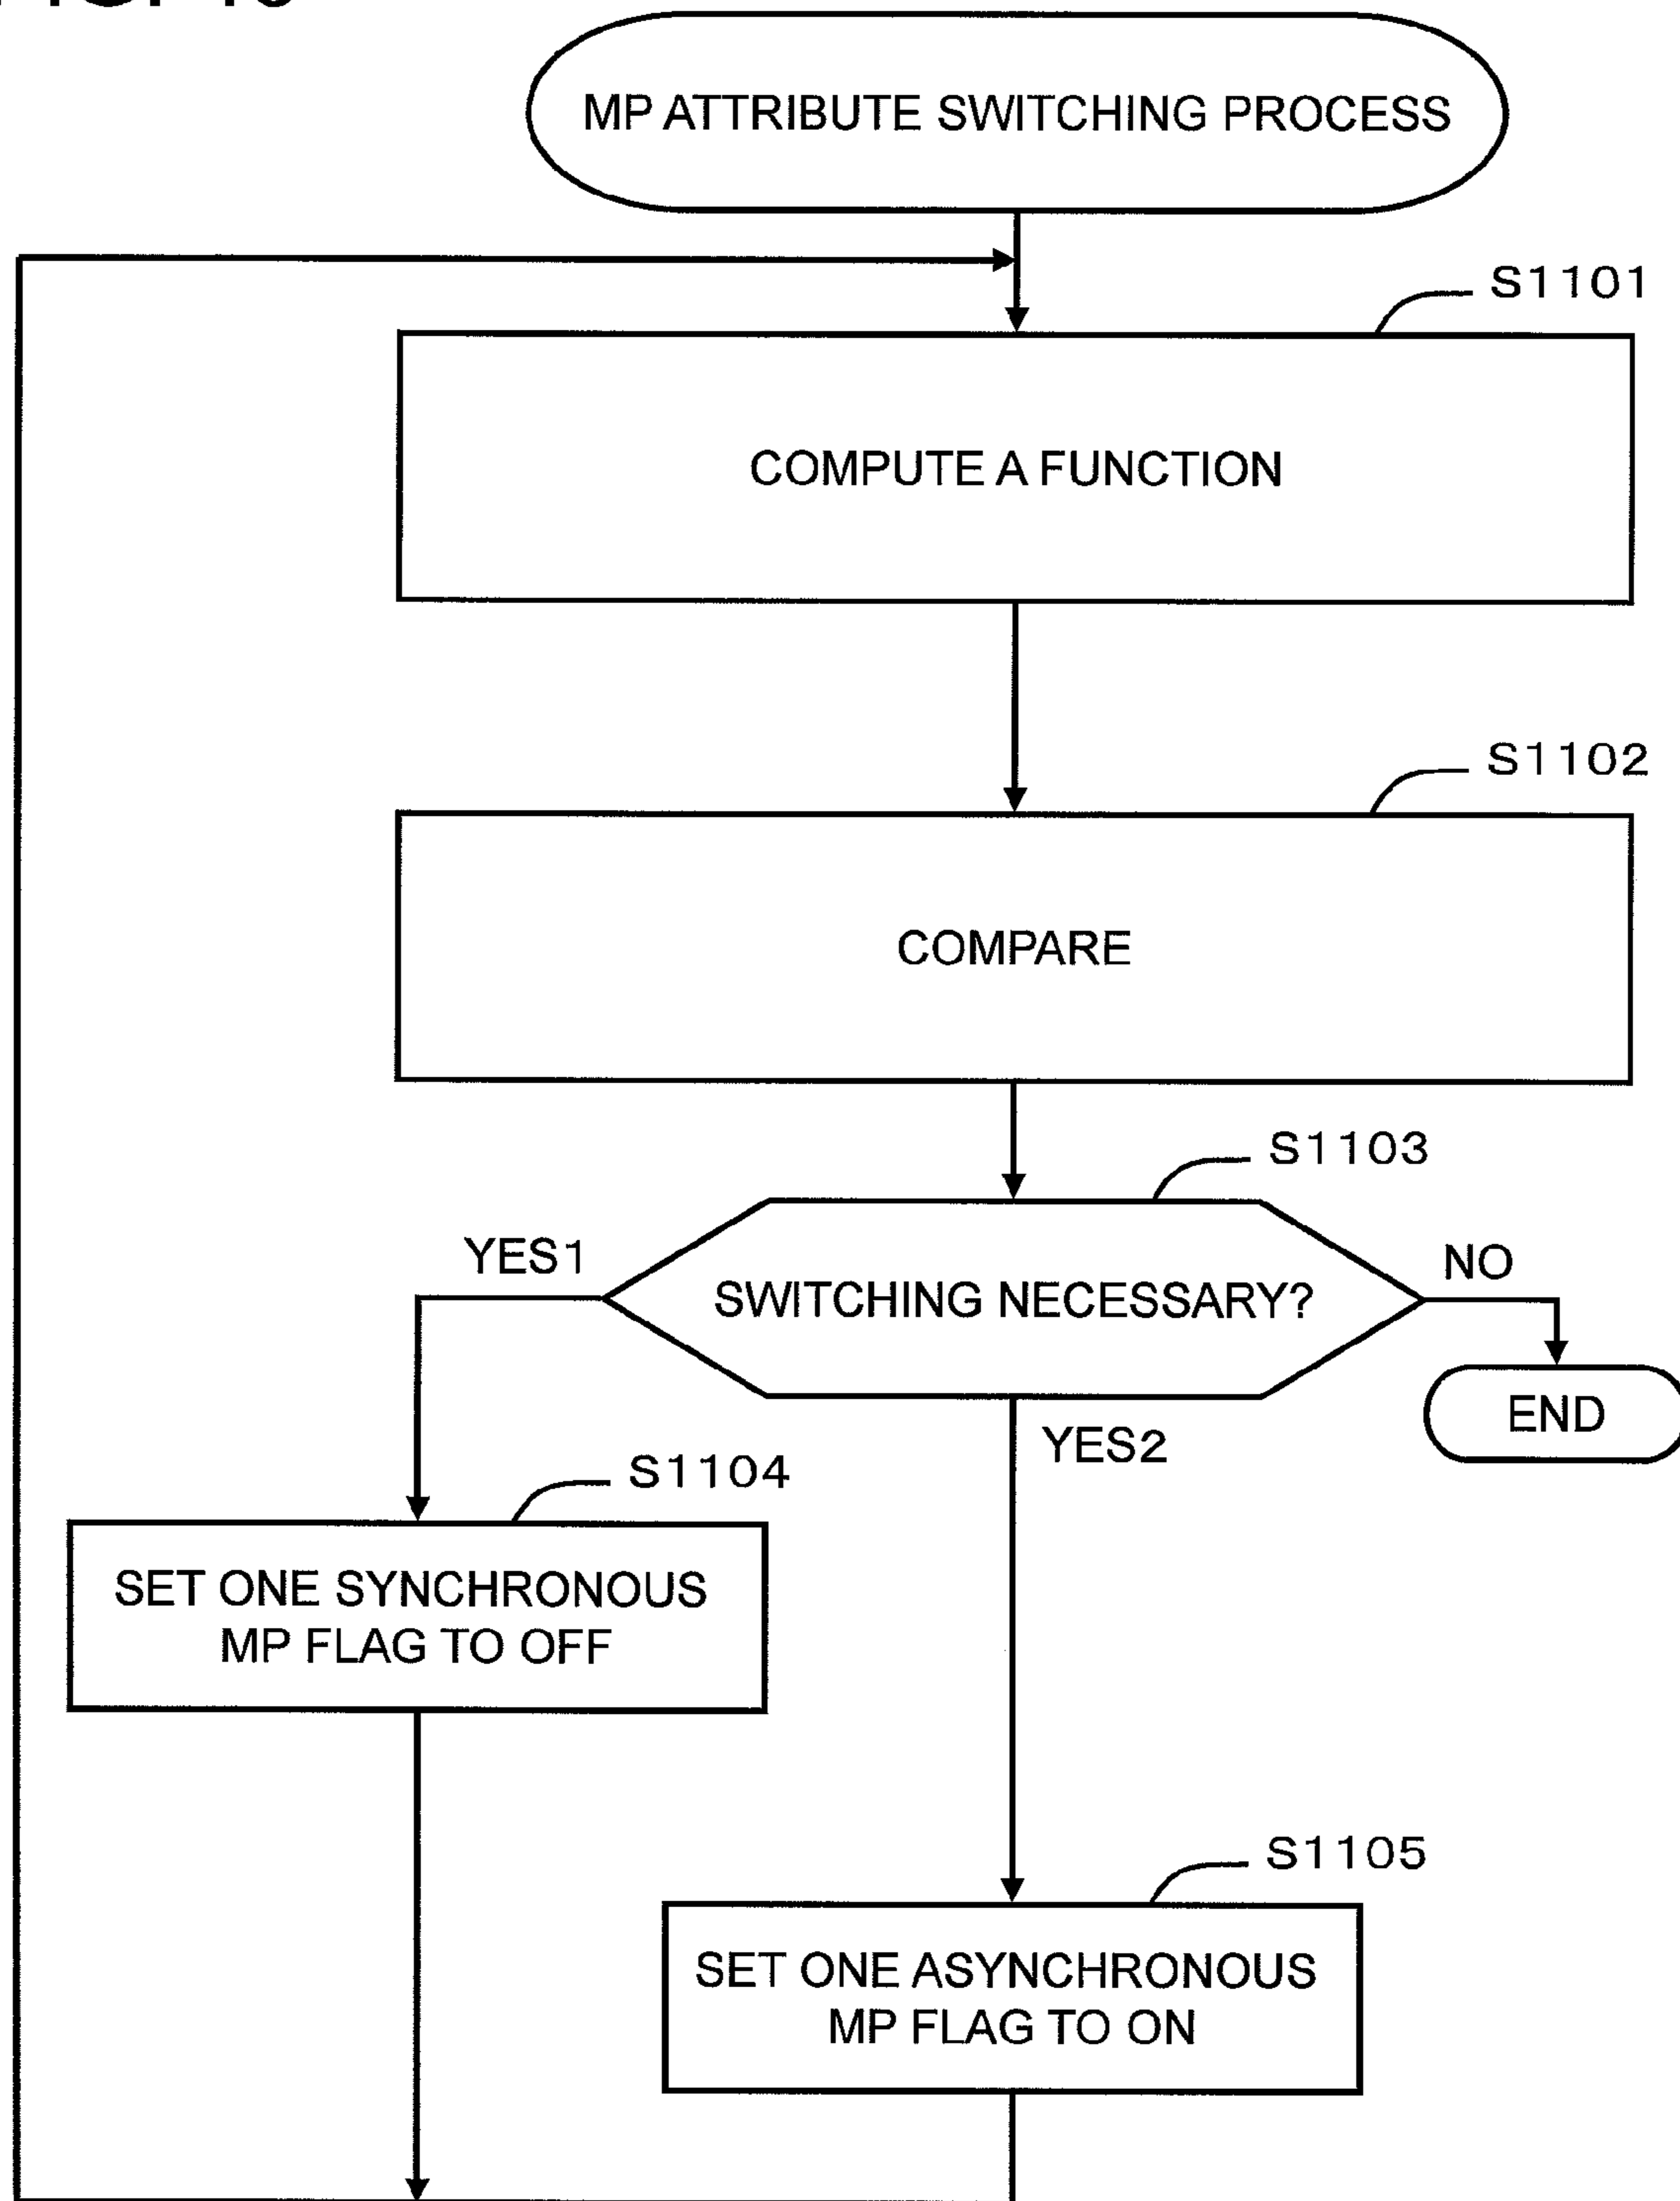 MP ATTRIBUTE SWITCHING PROCESS
S1101
COMPUTE A FUNCTION
S1102
COMPARE
S1103
YES1
SWITCHING NECESSARY?
NO
END
YES2
S1104
SET ONE SYNCHRONOUS
MP FLAG TO OFF
S1105
SET ONE ASYNCHRONOUS
MP FLAG TO ON